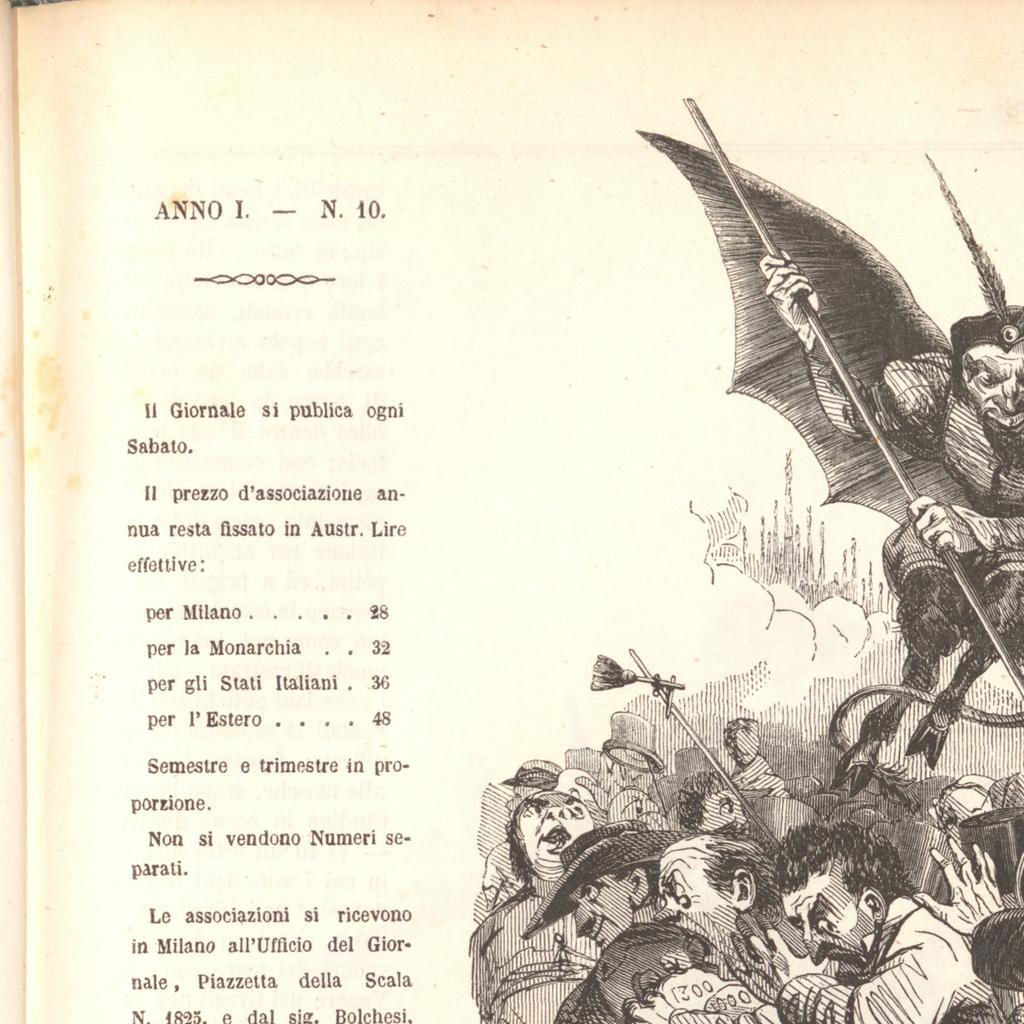 ANNO I. — N. 10.
Il Giornale si publica ogni
Sabato.
Il prezzo d'associazione an-
nua resta fissato in Austr. Lire
effettive:
per Milano . . . . . . 28
per la Monarchia . . 32
per gli Stati Italiani . 36
per l'Estero . . . . 48
Semestre e trimestre in pro-
porzione.
Non si vendono Numeri se-
parati.
Le associazioni si ricevono
in Milano all'Ufficio del Gior-
nale, Piazzetta della Scala
N. 1825, e dal sig. Bolchesi,